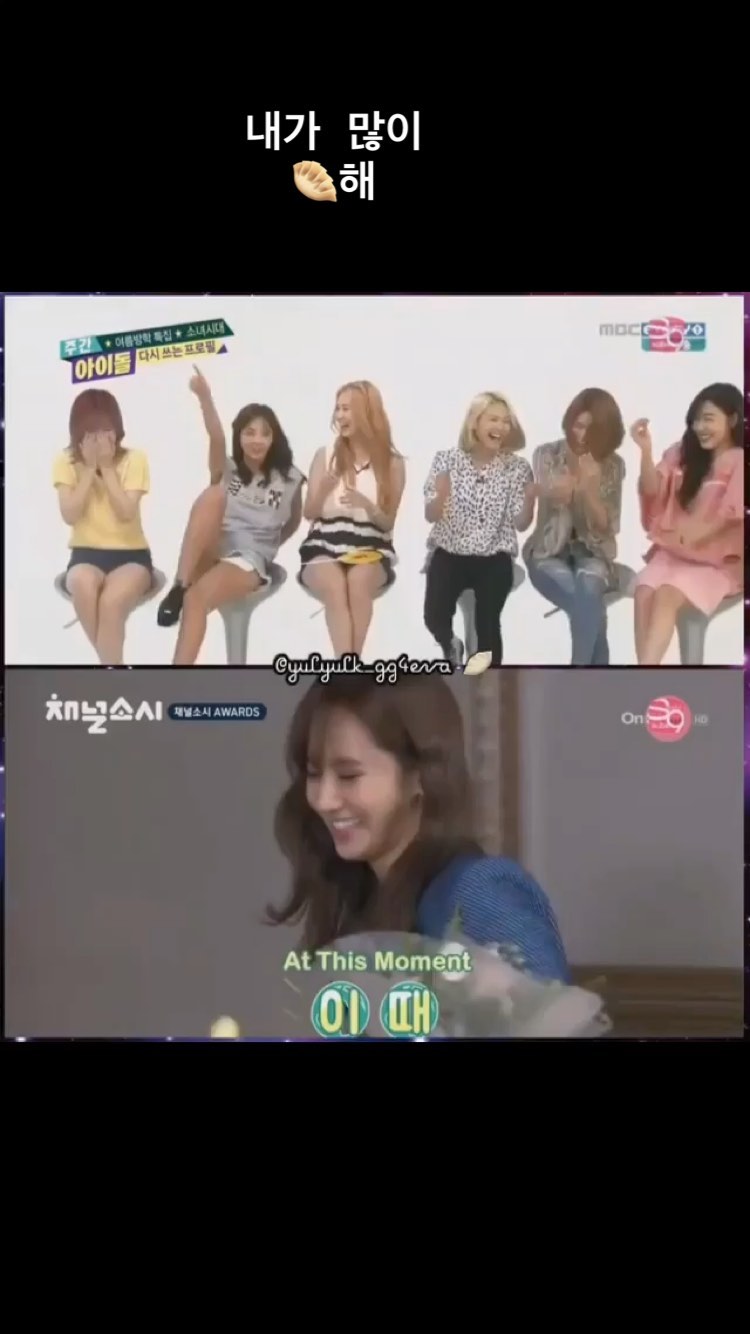 내가 많이
🥟해
주간
아이돌
★ 여름방학 특집 ★ 소녀시대
다시 쓰는 프로필
MBC
@yulyulk_gg4eva
채널소시
채널소시 AWARDS
On
HD
At This Moment
이 때